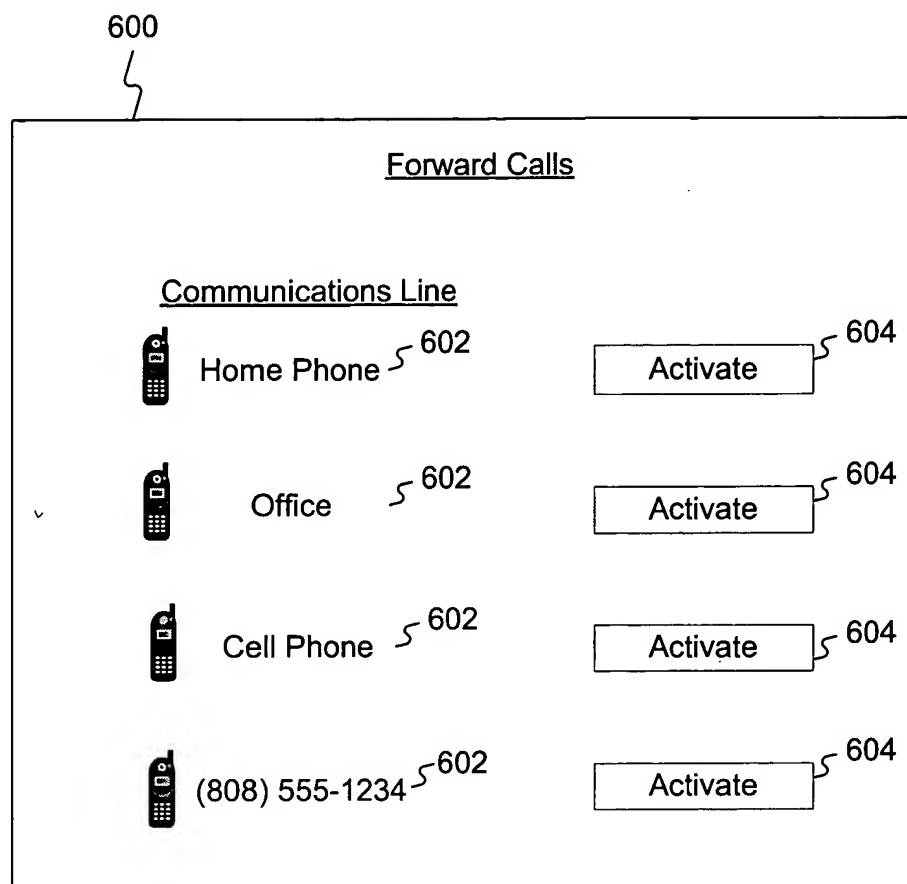 600
Forward Calls
Communications Line
Home Phone 602 Activate 604
Office 602 Activate 604
Cell Phone 602 Activate 604
(808) 555-1234 602 Activate 604